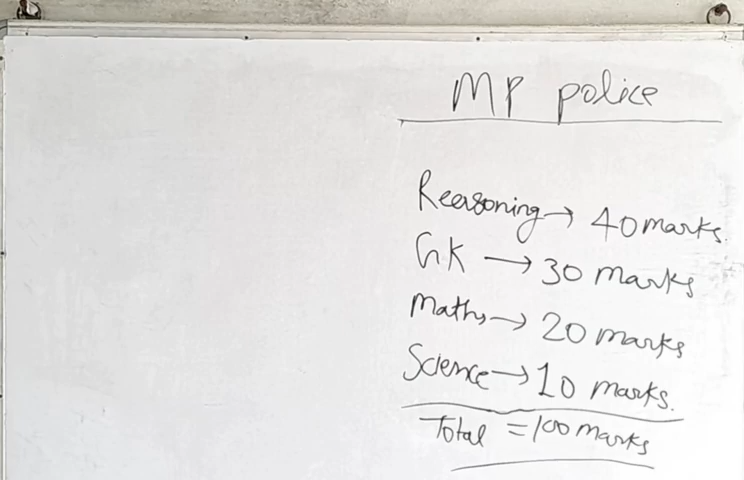 MP police
Reasoning → 40 marks.
GK → 30 marks
Maths → 20 marks
Science → 10 marks.
Total = 100 marks